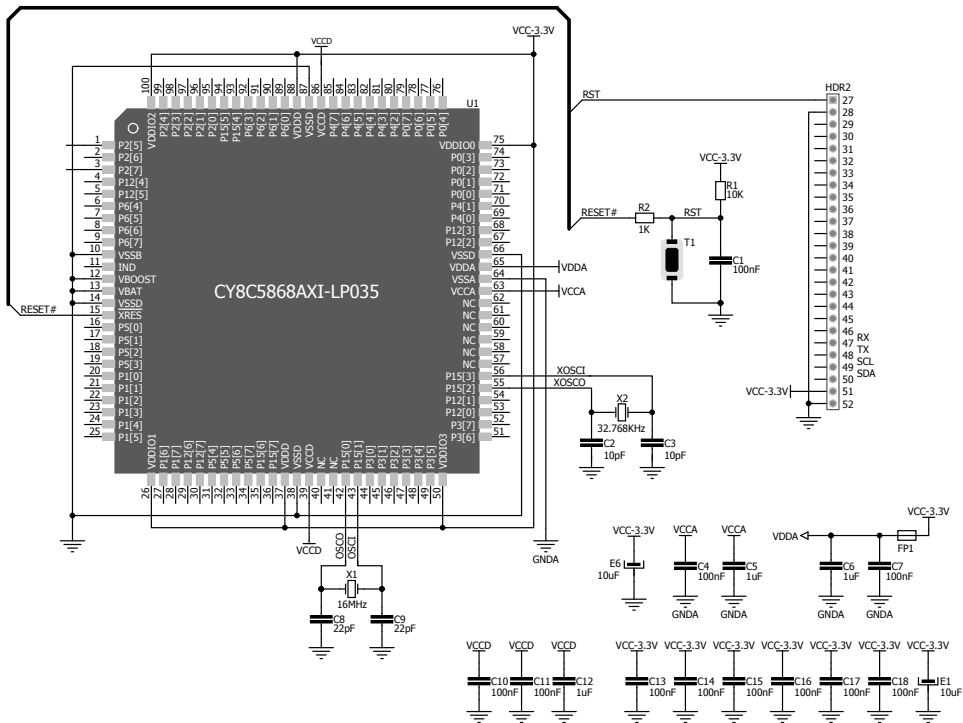 VCCD
VCC-3.3V
100 99 98 97 96 95 94 93 92 91 90 89 88 87 86 85 84 83 82 81 80 79 78 77 76
U1
VDDIO2 P2[4] P2[3] P2[2] P2[1] P2[0] P15[5] P15[4] P6[3] P6[2] P6[1] P6[0] VDDD VSSD VCCD P4[7] P4[6] P4[5] P4[4] P4[3] P4[2] P0[7] P0[6] P0[5] P0[4]
1 P2[5]
2 P2[6]
3 P2[7]
4 P12[4]
5 P12[5]
6 P6[4]
7 P6[5]
8 P6[6]
9 P6[7]
10 VSSB
11 IND
12 VBOOST
13 VBAT
14 VSSD
RESET# 15 XRES
16 P5[0]
17 P5[1]
18 P5[2]
19 P5[3]
20 P1[0]
21 P1[1]
22 P1[2]
23 P1[3]
24 P1[4]
25 P1[5]
CY8C5868AXI-LP035
VDDIO0 75
P0[3] 74
P0[2] 73
P0[1] 72
P0[0] 71
P4[1] 70
P4[0] 69
P12[3] 68
P12[2] 67
VSSD 66
VDDA 65 VDDA
VSSA 64
VCCA 63 VCCA
NC 62
NC 61
NC 60
NC 59
NC 58
NC 57
P15[3] 56 XOSCI
P15[2] 55 XOSCO
P12[1] 54
P12[0] 53
P3[7] 52
P3[6] 51
VDDIO1 P1[6] P1[7] P12[6] P12[7] P5[4] P5[5] P5[6] P5[7] P15[6] P15[7] VDDD VSSD VCCD NC NC P15[0] P15[1] P3[0] P3[1] P3[2] P3[3] P3[4] P3[5] VDDIO3
26 27 28 29 30 31 32 33 34 35 36 37 38 39 40 41 42 43 44 45 46 47 48 49 50
VCCD
OSCO
OSCI
GNDA
X1
16MHz
C8
22pF
C9
22pF
X2
32.768KHz
C2
10pF
C3
10pF
RST
RESET#
R2
1K
RST
VCC-3.3V
R1
10K
T1
C1
100nF
HDR2
27
28
29
30
31
32
33
34
35
36
37
38
39
40
41
42
43
44
45
46
47 RX
48 TX
49 SCL
50 SDA
VCC-3.3V 51
52
VCC-3.3V
E6
10uF
VCCA
C4
100nF
GNDA
VCCA
C5
1uF
GNDA
VDDA
FP1
VCC-3.3V
C6
1uF
GNDA
C7
100nF
GNDA
VCCD
C10
100nF
VCCD
C11
100nF
VCCD
C12
1uF
VCC-3.3V
C13
100nF
VCC-3.3V
C14
100nF
VCC-3.3V
C15
100nF
VCC-3.3V
C16
100nF
VCC-3.3V
C17
100nF
VCC-3.3V
C18
100nF
VCC-3.3V
E1
10uF